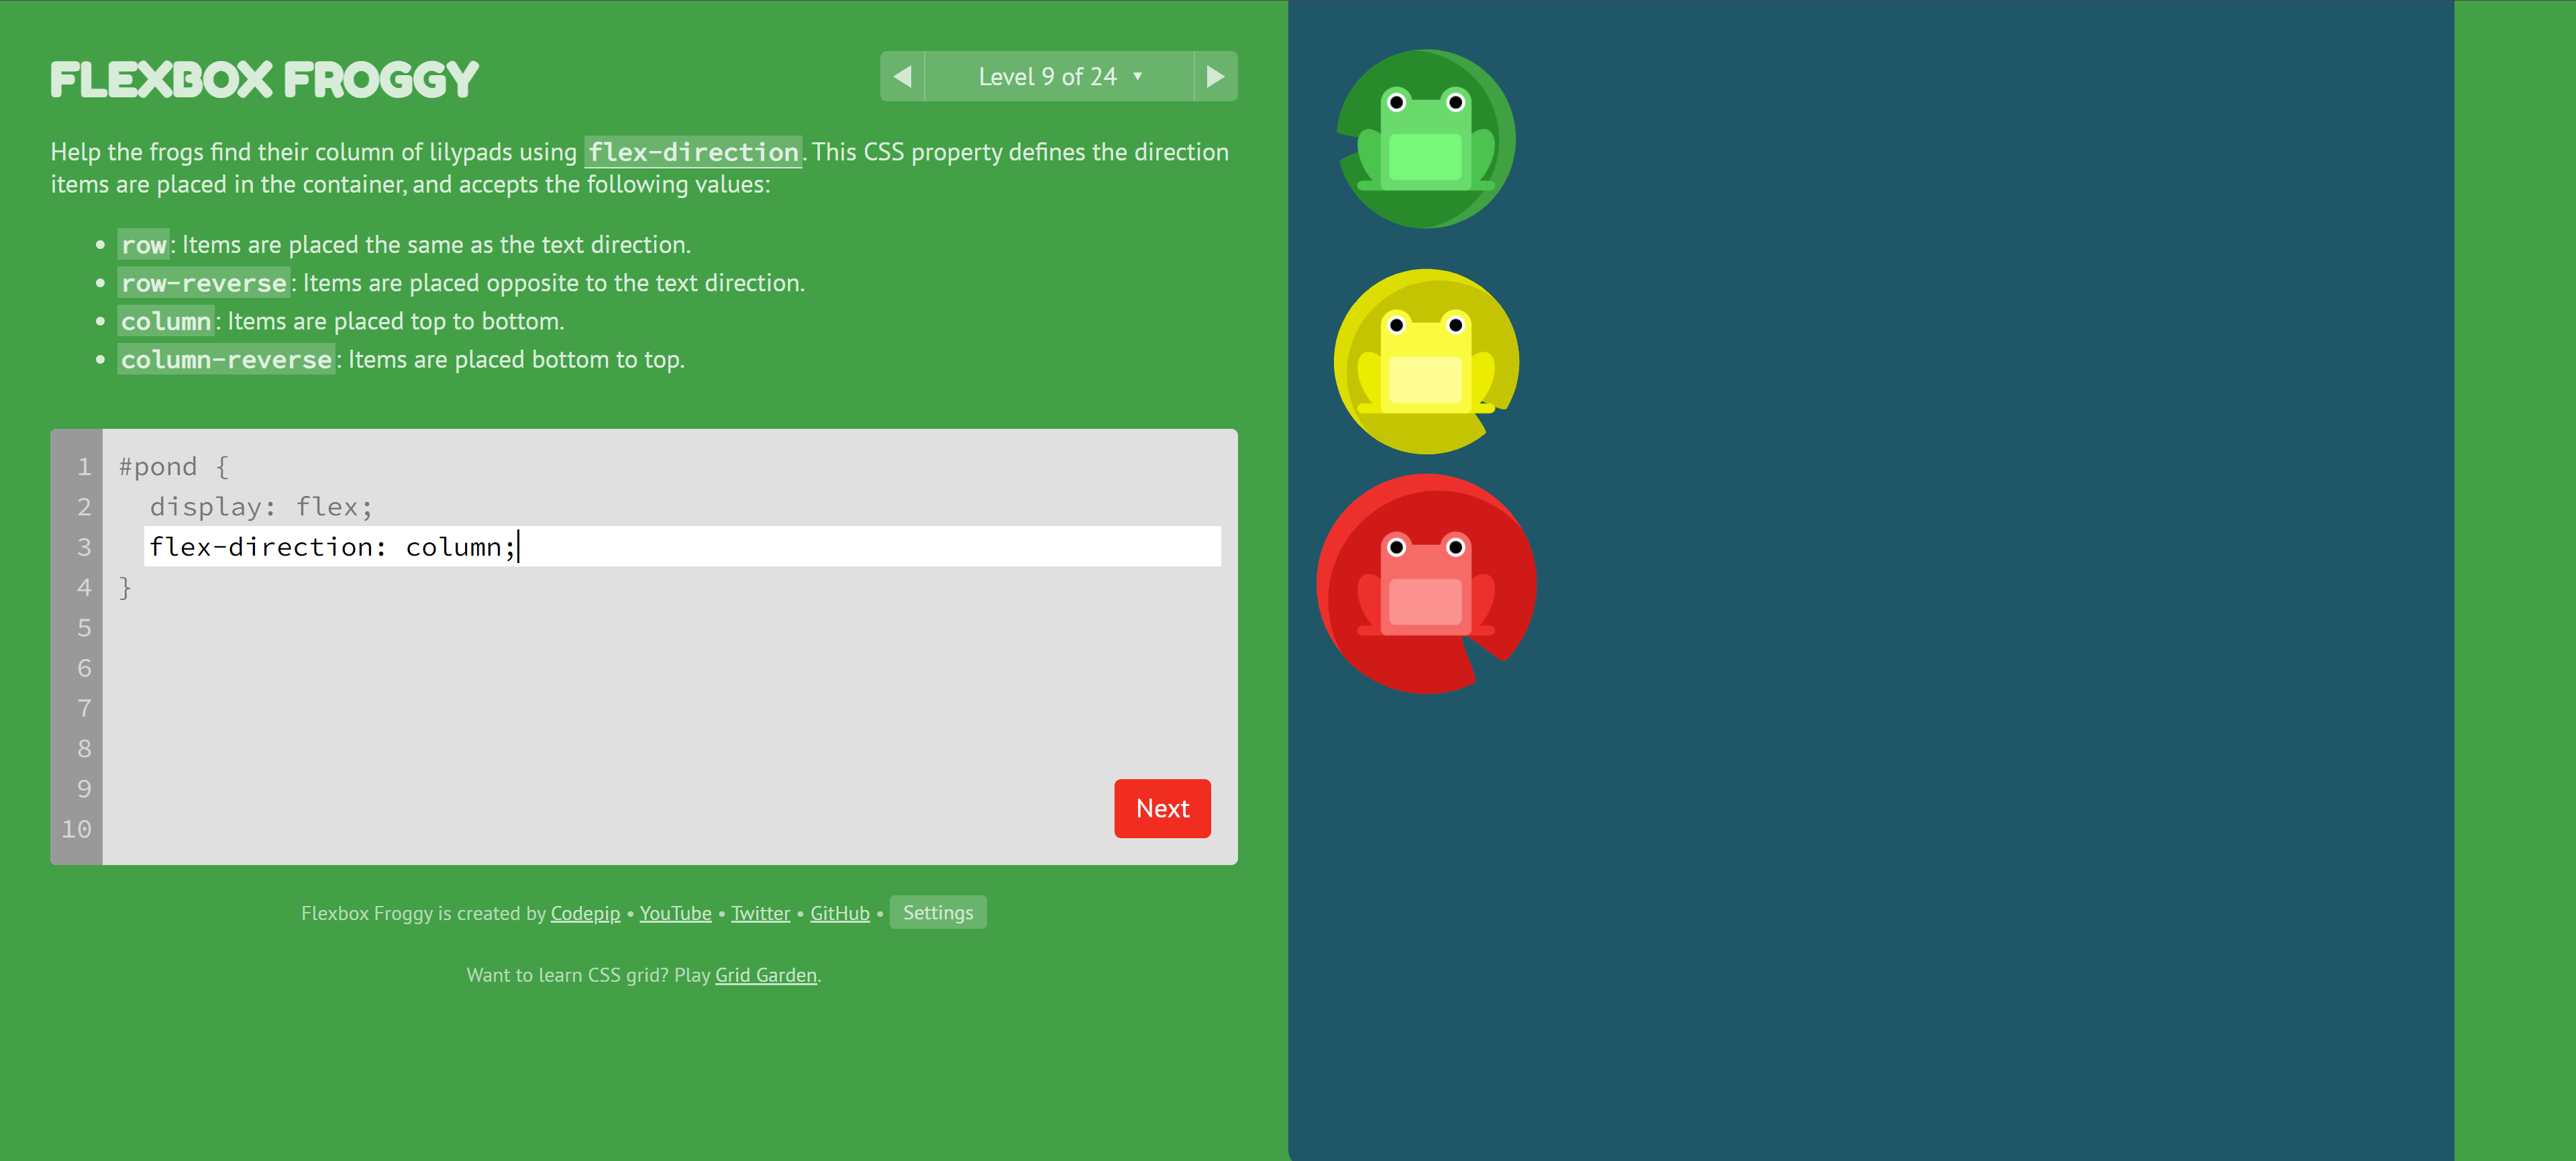 FLEXBOX FROGGY
Level 9 of 24 ▼
Help the frogs find their column of lilypads using flex-direction. This CSS property defines the direction
items are placed in the container, and accepts the following values:
• row: Items are placed the same as the text direction.
• row-reverse: Items are placed opposite to the text direction.
• column: Items are placed top to bottom.
• column-reverse: Items are placed bottom to top.
1 #pond {
2 display: flex;
3 flex-direction: column;
4 }
5
6
7
8
9
10
Next
Flexbox Froggy is created by Codepip • YouTube • Twitter • GitHub • Settings
Want to learn CSS grid? Play Grid Garden.